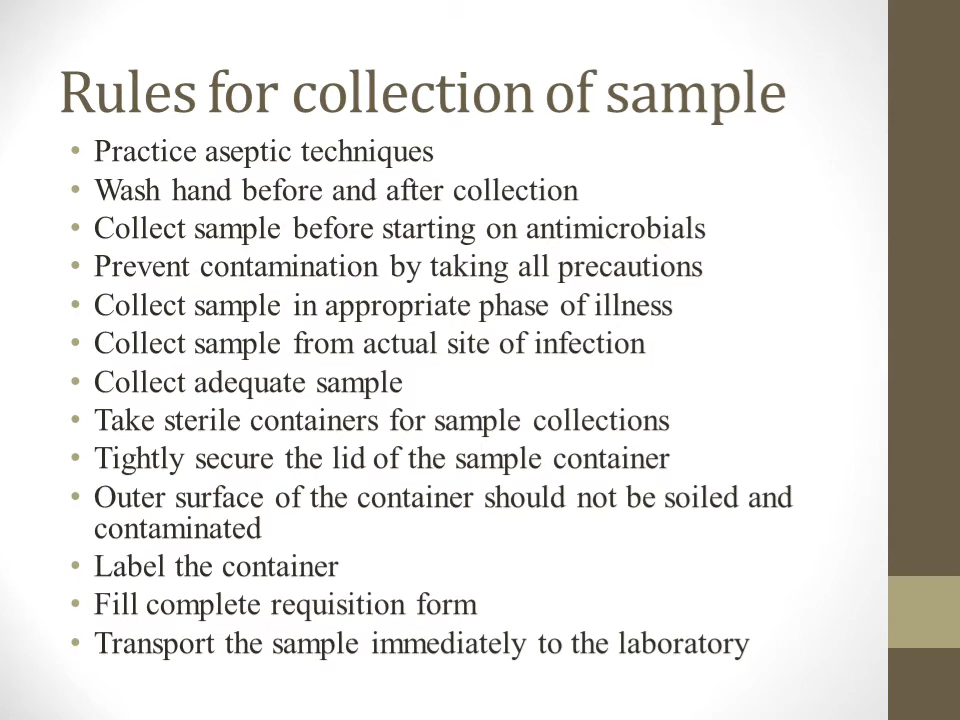 Rules for collection of sample
• Practice aseptic techniques
• Wash hand before and after collection
• Collect sample before starting on antimicrobials
• Prevent contamination by taking all precautions
• Collect sample in appropriate phase of illness
• Collect sample from actual site of infection
• Collect adequate sample
• Take sterile containers for sample collections
• Tightly secure the lid of the sample container
• Outer surface of the container should not be soiled and
contaminated
• Label the container
• Fill complete requisition form
• Transport the sample immediately to the laboratory